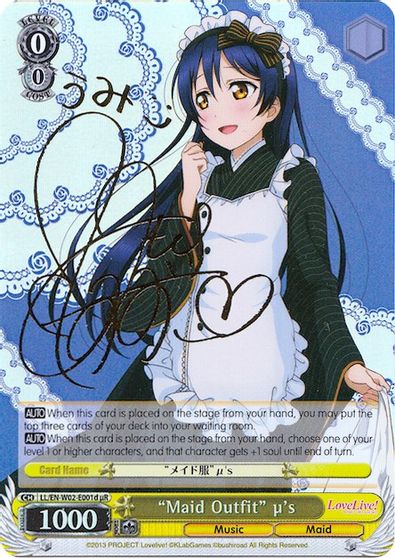 LEVEL
0
0
COST
うみ
AUTO When this card is placed on the stage from your hand, you may put the
top three cards of your deck into your waiting room.
AUTO When this card is placed on the stage from your hand, choose one of your
level 1 or higher characters, and that character gets +1 soul until end of turn.
Card Name
"メイド服" μ's
CH LL/EN-W02-E001d μR
1000
"Maid Outfit" μ's
LoveLive!
Music
Maid
©2013 PROJECT Lovelive! ©KLabGames ©bushiroad All Rights Reserved